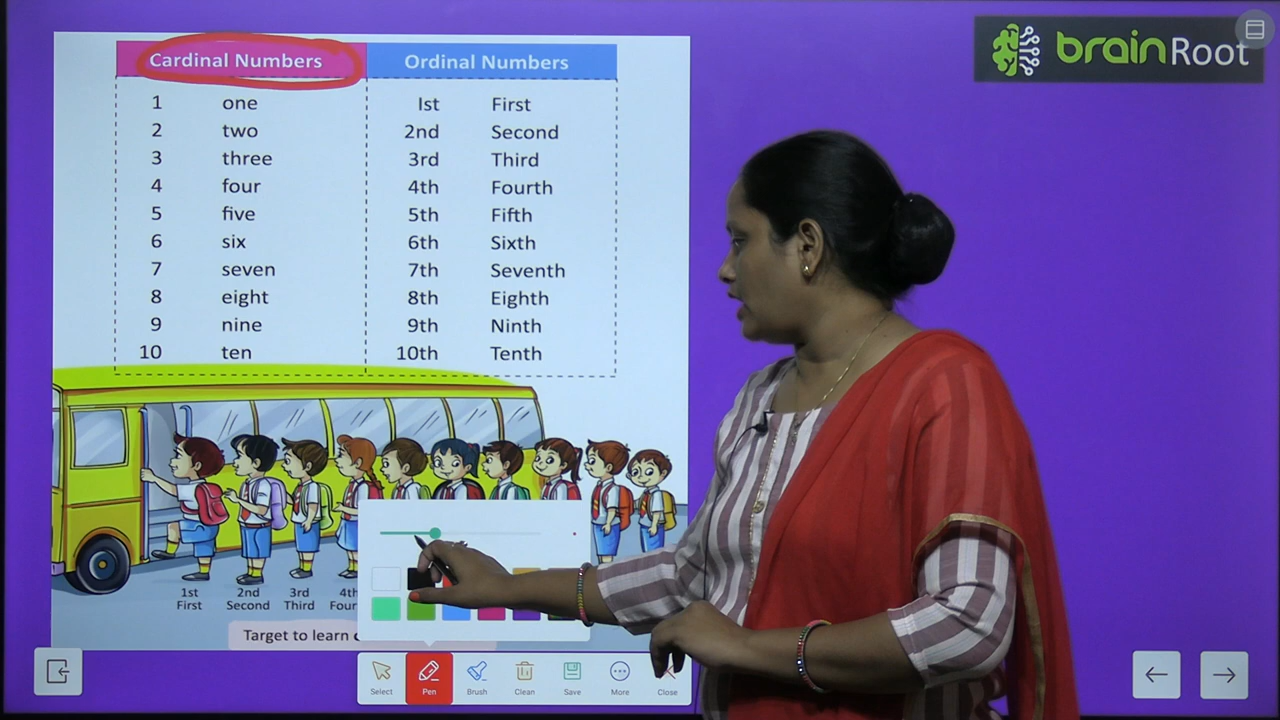 Cardinal Numbers Ordinal Numbers
1 one Ist First
2 two 2nd Second
3 three 3rd Third
4 four 4th Fourth
5 five 5th Fifth
6 six 6th Sixth
7 seven 7th Seventh
8 eight 8th Eighth
9 nine 9th Ninth
10 ten 10th Tenth
brainRoot
1st 2nd 3rd 4th
First Second Third
Target to learn
Select Pen Brush Clean Save More Close